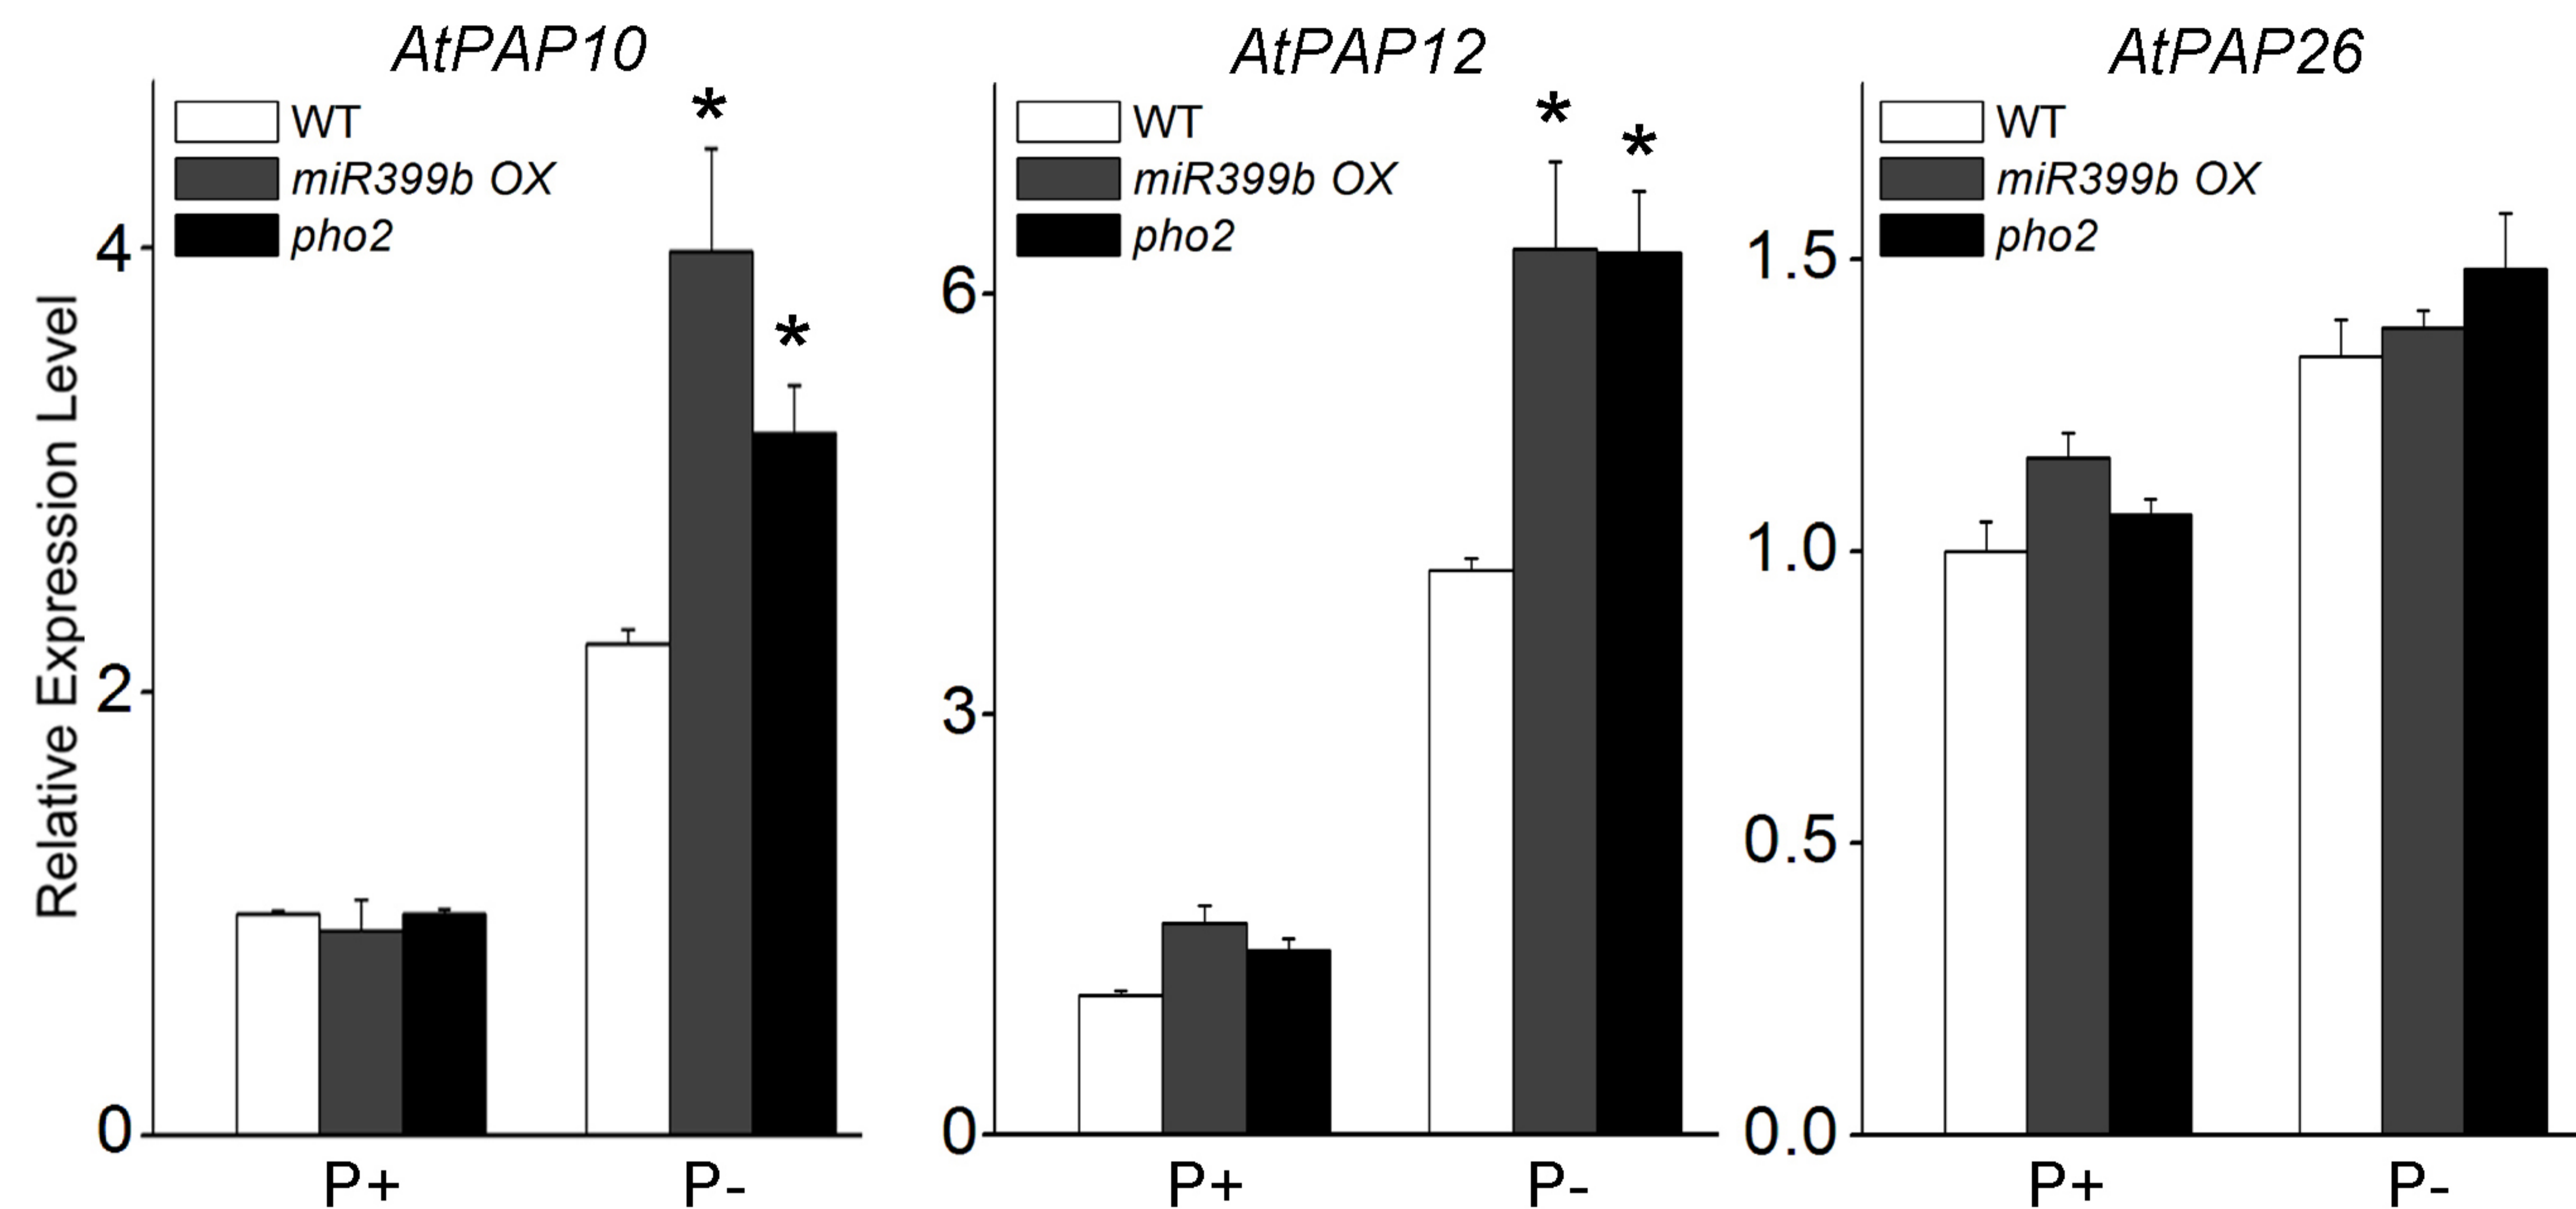 Relative Expression Level
AtPAP10
*
*
WT
miR399b OX
pho2
4
2
0
P+ P-
AtPAP12
*
*
WT
miR399b OX
pho2
6
3
0
P+ P-
AtPAP26
WT
miR399b OX
pho2
1.5
1.0
0.5
0.0
P+ P-